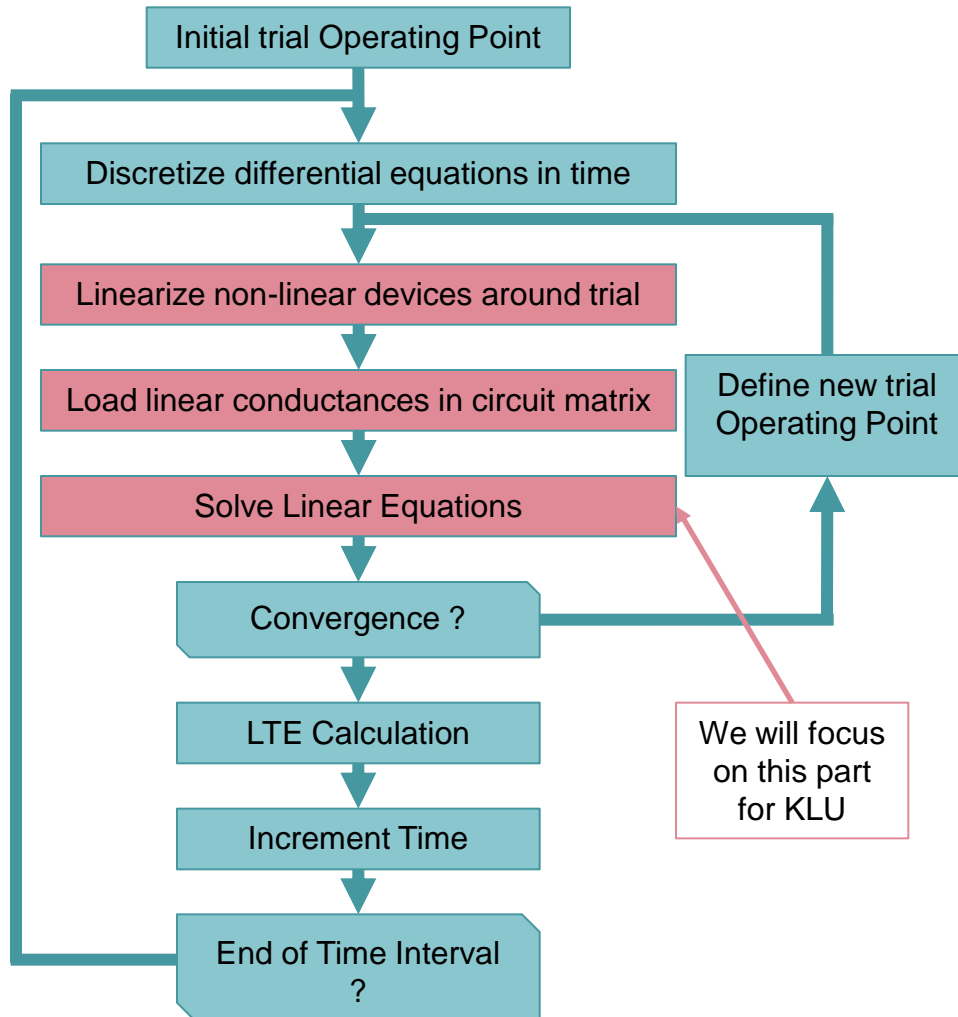 Initial trial Operating Point
Discretize differential equations in time
Linearize non-linear devices around trial
Load linear conductances in circuit matrix
Define new trial
Operating Point
Solve Linear Equations
Convergence ?
LTE Calculation
We will focus
on this part
for KLU
Increment Time
End of Time Interval
?